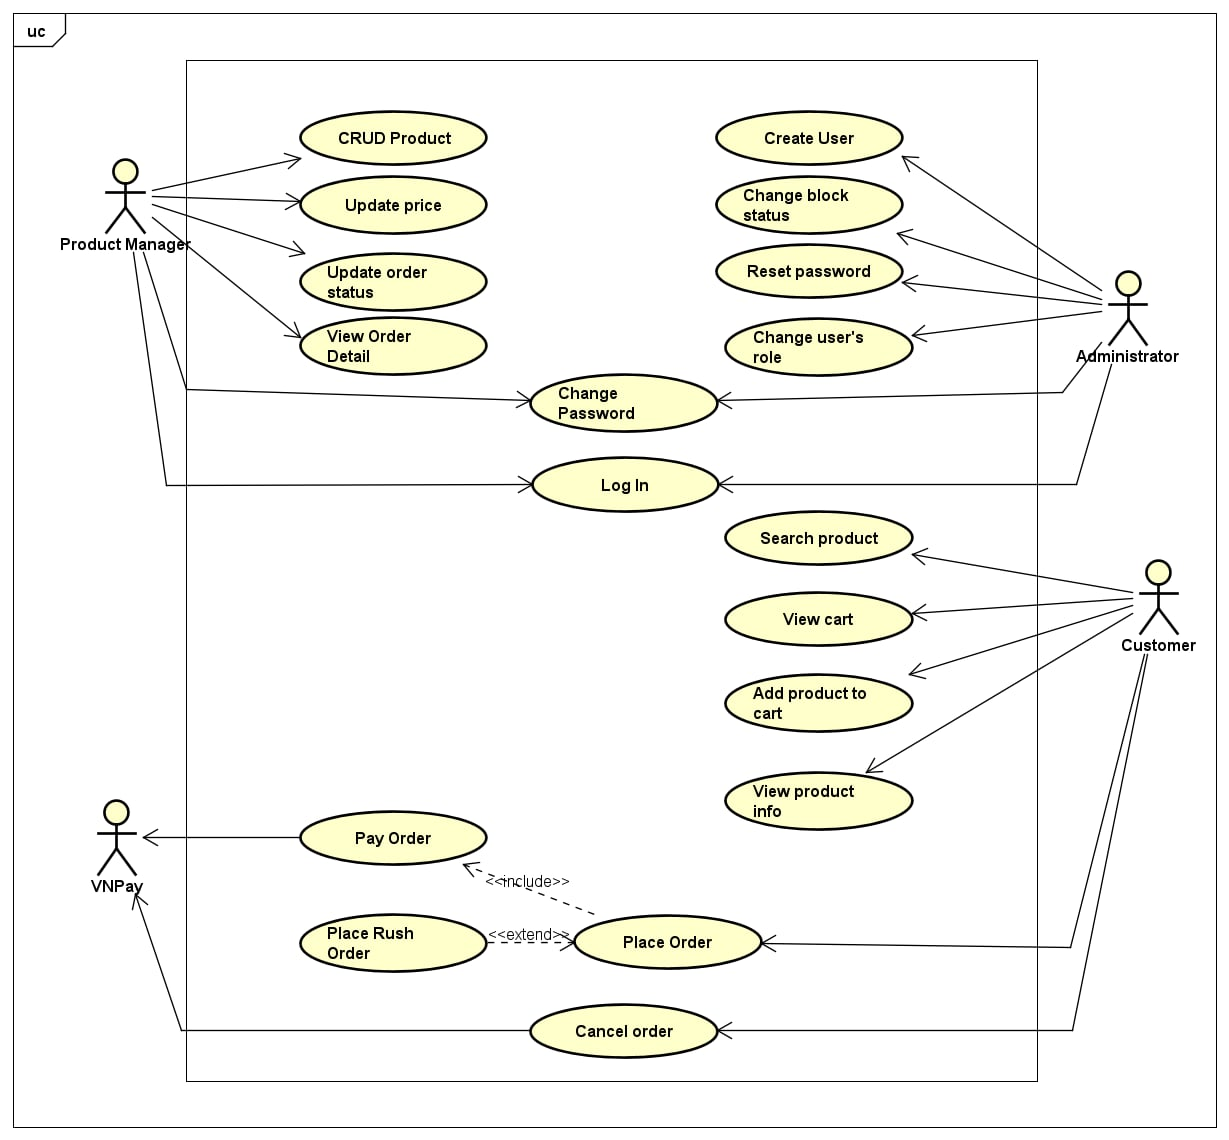 uc
CRUD Product
Create User
Update price
Change block
status
Product Manager
Update order
status
Reset password
View Order
Detail
Change user's
role
Administrator
Change
Password
Log In
Search product
View cart
Customer
Add product to
cart
View product
info
Pay Order
VNPay
<<include>>
Place Rush
Order
<<extend>>
Place Order
Cancel order